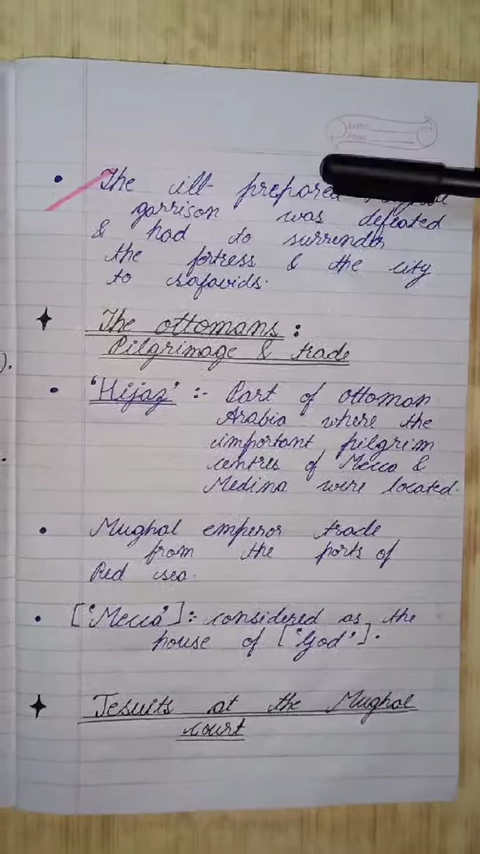 The ill-prepared
garrison was defeated
& had to surrender
the fortress & the city
to safavids.
The ottomans :
Pilgrimage & trade
'Hijaz' :- Part of ottoman
Arabia where the
important pilgrim
centres of Mecca &
Medina were located.
Mughal emperor trade
from the ports of
Red sea.
['Mecca'] : considered as the
house of ['God'].
Jesuits at the Mughal
court
).